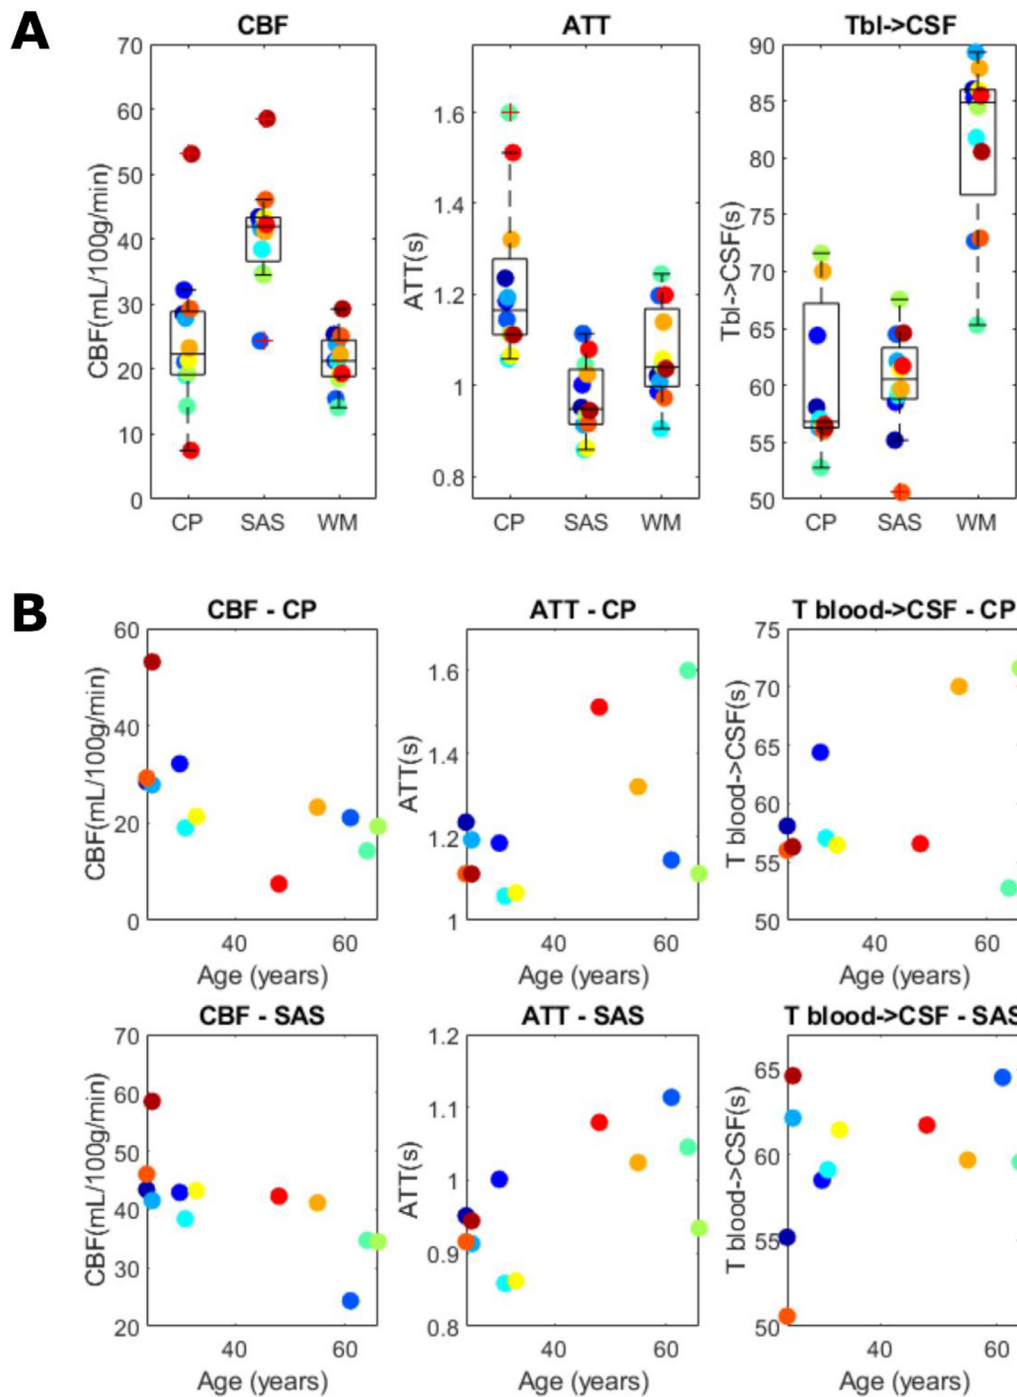 A
CBF
ATT
Tbl->CSF
70
60
50
40
30
20
10
0
CBF(mL/100g/min)
CP
SAS
WM
1.6
1.4
1.2
1
0.8
ATT(s)
CP
SAS
WM
90
85
80
75
70
65
60
55
50
Tbl->CSF(s)
CP
SAS
WM
B
CBF - CP
ATT - CP
T blood->CSF - CP
60
40
20
0
CBF(mL/100g/min)
40
60
Age (years)
1.6
1.4
1.2
1
ATT(s)
40
60
Age (years)
75
70
65
60
55
50
T blood->CSF(s)
40
60
Age (years)
CBF - SAS
ATT - SAS
T blood->CSF - SAS
70
60
50
40
30
20
CBF(mL/100g/min)
40
60
Age (years)
1.2
1.1
1
0.9
0.8
ATT(s)
40
60
Age (years)
65
60
55
50
T blood->CSF(s)
40
60
Age (years)